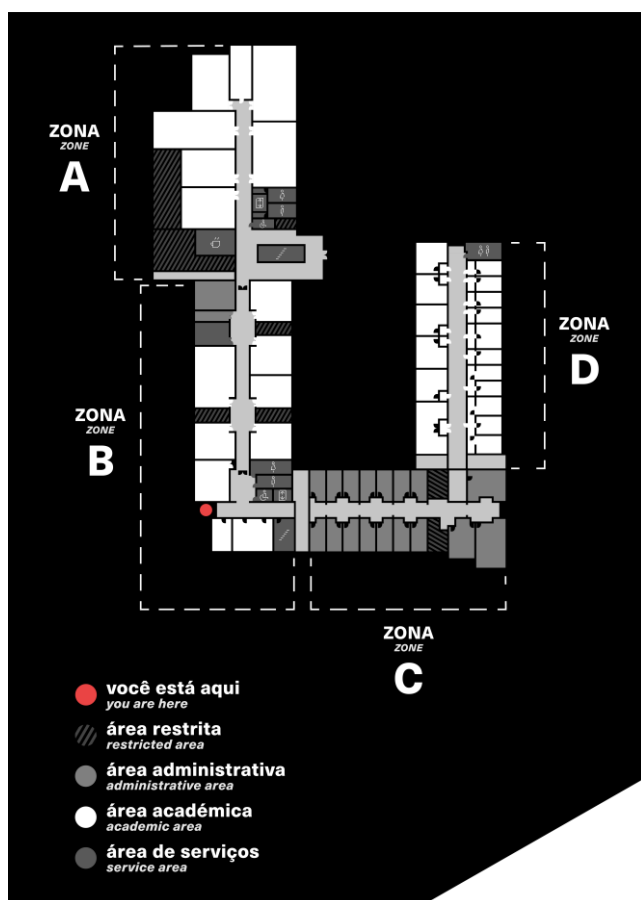 ZONA
ZONE
A
ZONA
ZONE
D
ZONA
ZONE
B
ZONA
ZONE
C
você está aqui
you are here
área restrita
restricted area
área administrativa
administrative area
área académica
academic area
área de serviços
service area